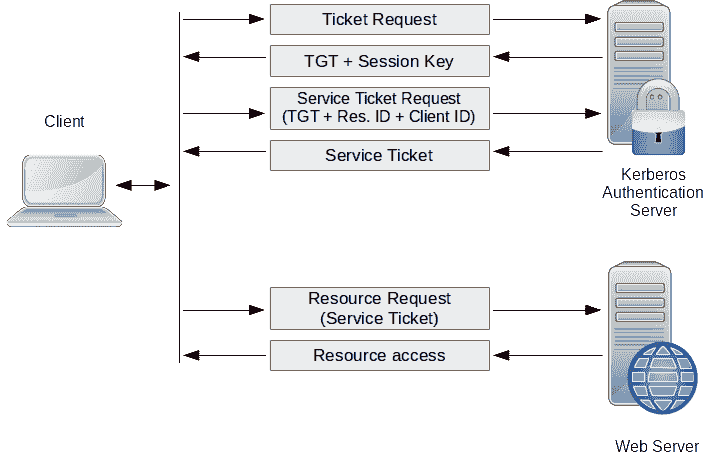 Ticket Request
TGT + Session Key
Service Ticket Request
(TGT + Res. ID + Client ID)
Service Ticket
Client
Kerberos
Authentication
Server
Resource Request
(Service Ticket)
Resource access
Web Server